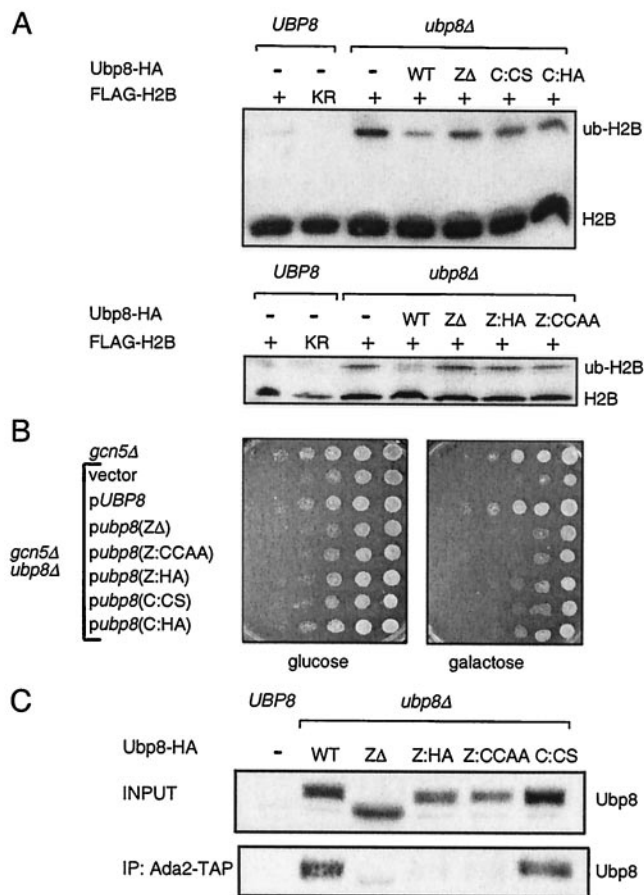 A
UBP8 ubp8Δ
Ubp8-HA - - - WT ZΔ C:CS C:HA
FLAG-H2B + KR + + + + +
ub-H2B
H2B
UBP8 ubp8Δ
Ubp8-HA - - - WT ZΔ Z:HA Z:CCAA
FLAG-H2B + KR + + + + +
ub-H2B
H2B
B
gcn5Δ
vector
pUBP8
pubp8(ZΔ)
pubp8(Z:CCAA)
pubp8(Z:HA)
pubp8(C:CS)
pubp8(C:HA)
gcn5Δ
ubp8Δ
glucose galactose
C
UBP8 ubp8Δ
Ubp8-HA - WT ZΔ Z:HA Z:CCAA C:CS
INPUT Ubp8
IP: Ada2-TAP Ubp8